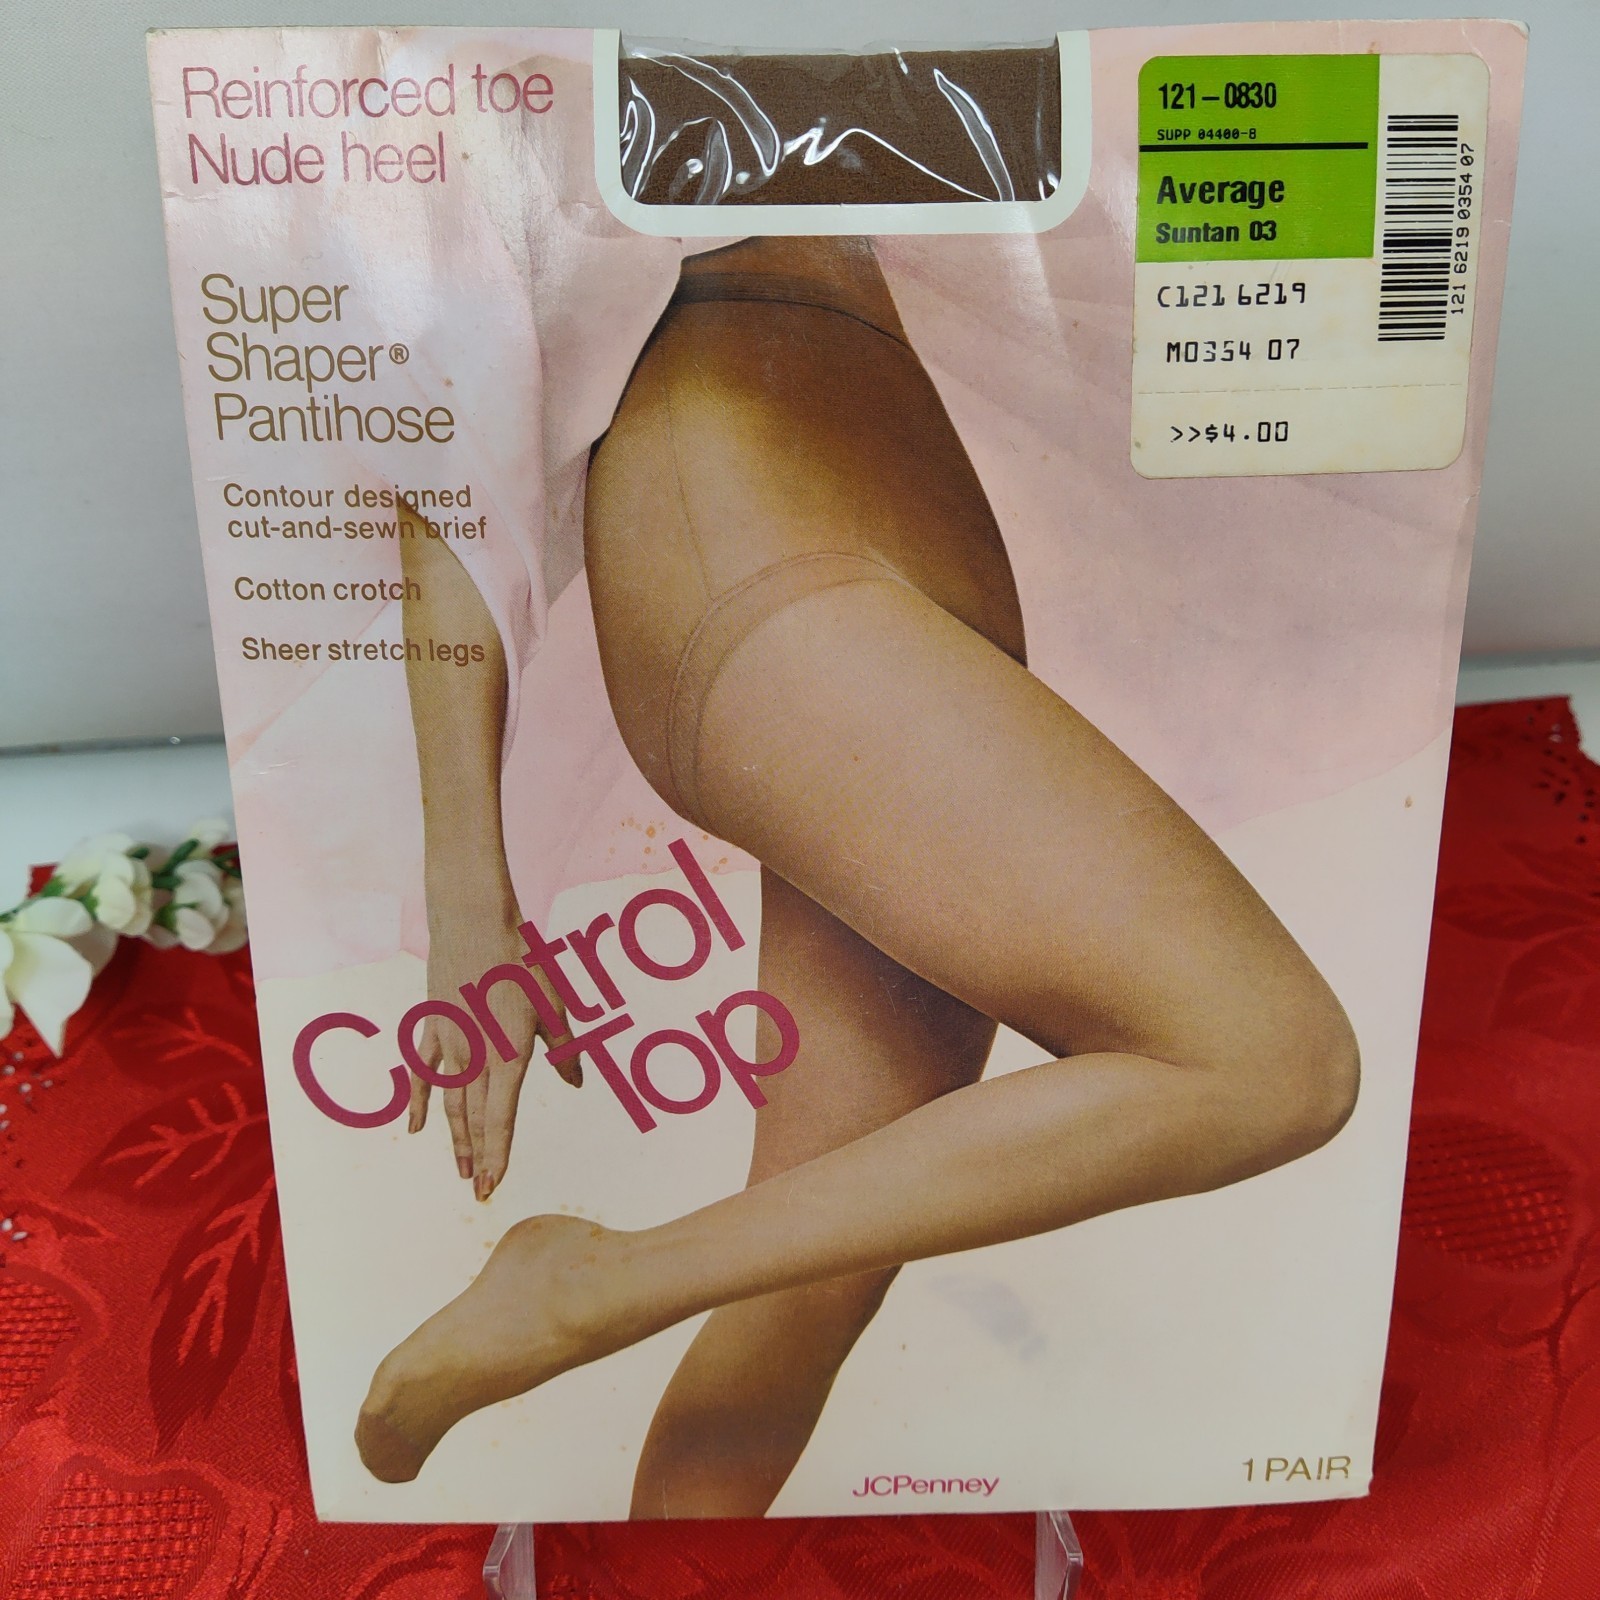 Reinforced toe
Nude heel
Super
Shaper®
Pantihose
Contour designed
cut-and-sewn brief
Cotton crotch
Sheer stretch legs
121-0830
SUPP 04400-8
Average
Suntan 03
C121 6219
M0354 07
>>$4.00
121 6219 0354 07
Control
Top
JCPenney
1 PAIR